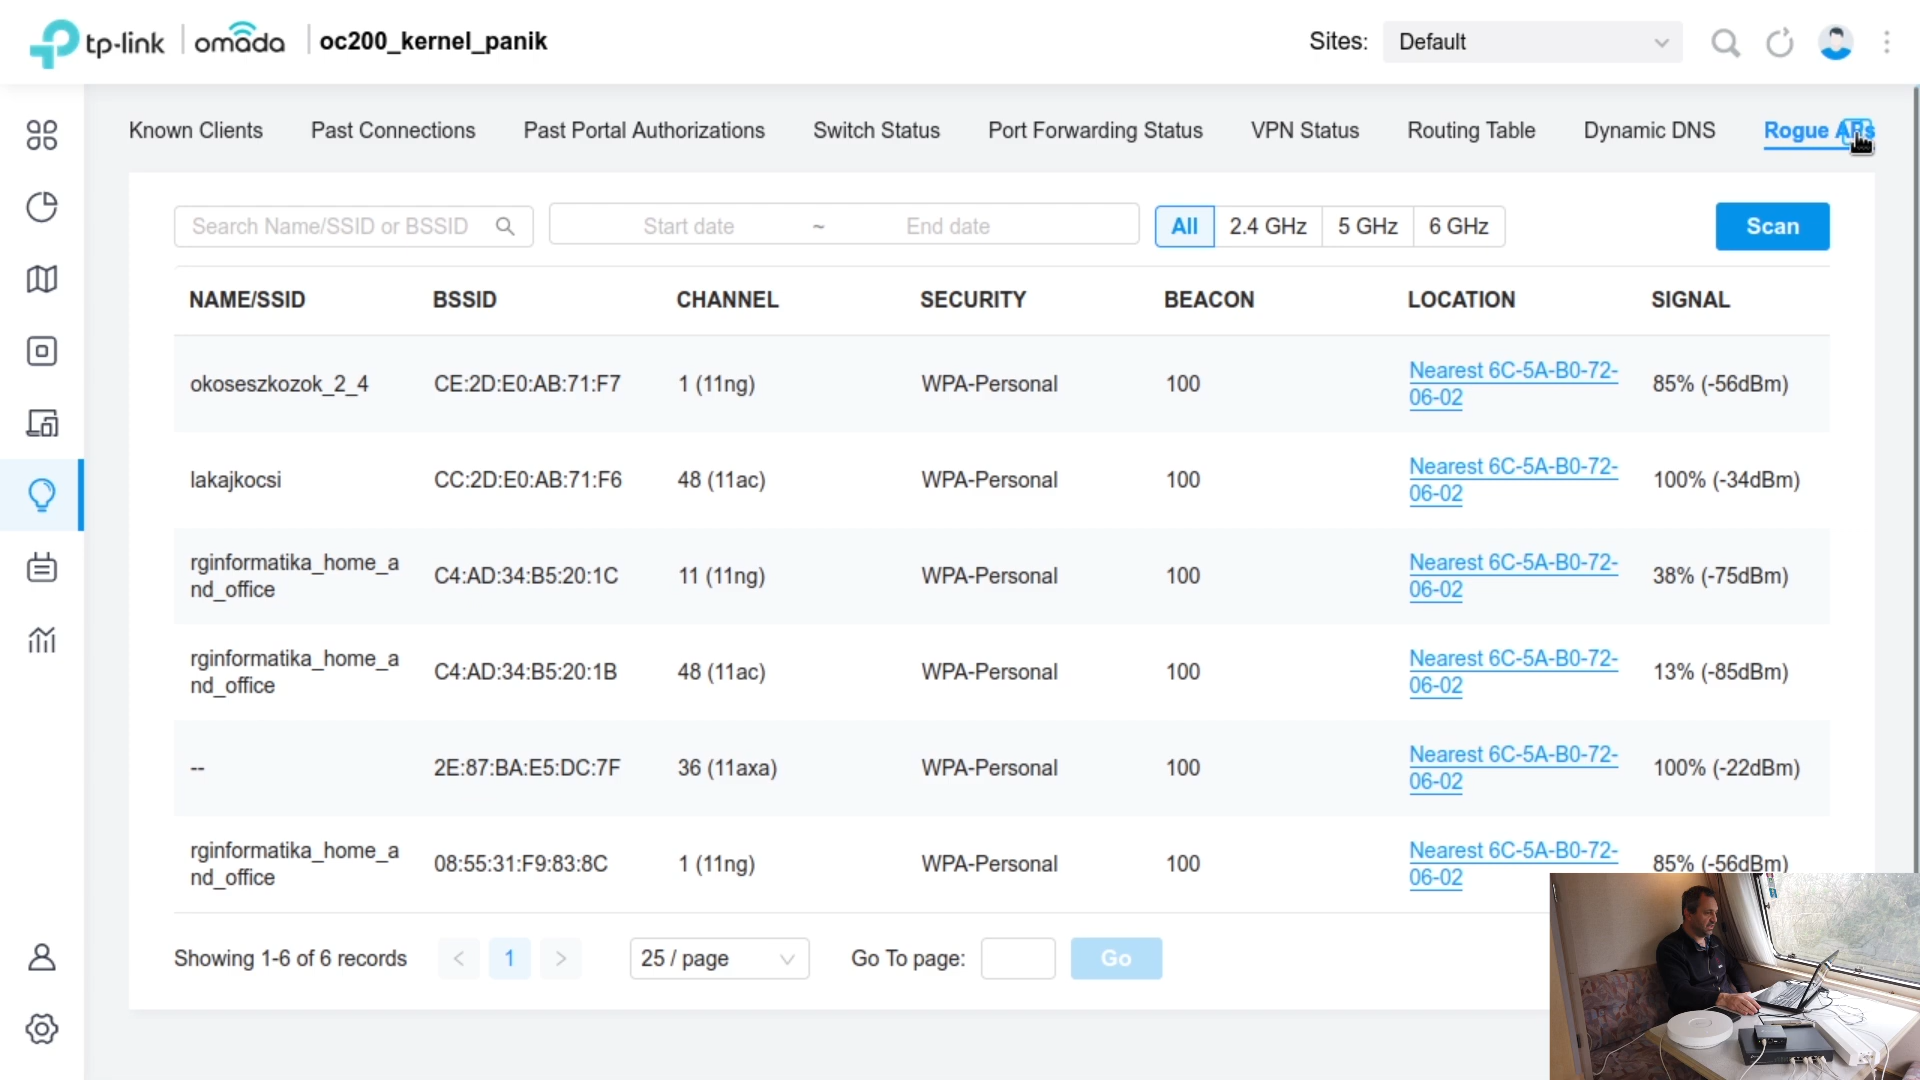 tp-link omada oc200_kernel_panik Sites: Default
Known Clients Past Connections Past Portal Authorizations Switch Status Port Forwarding Status VPN Status Routing Table Dynamic DNS Rogue APs
Search Name/SSID or BSSID Start date ~ End date All 2.4 GHz 5 GHz 6 GHz Scan
NAME/SSID BSSID CHANNEL SECURITY BEACON LOCATION SIGNAL
okoseszkozok_2_4 CE:2D:E0:AB:71:F7 1 (11ng) WPA-Personal 100 Nearest 6C-5A-B0-72-
06-02 85% (-56dBm)
lakajkocsi CC:2D:E0:AB:71:F6 48 (11ac) WPA-Personal 100 Nearest 6C-5A-B0-72-
06-02 100% (-34dBm)
rginformatika_home_a
nd_office C4:AD:34:B5:20:1C 11 (11ng) WPA-Personal 100 Nearest 6C-5A-B0-72-
06-02 38% (-75dBm)
rginformatika_home_a
nd_office C4:AD:34:B5:20:1B 48 (11ac) WPA-Personal 100 Nearest 6C-5A-B0-72-
06-02 13% (-85dBm)
-- 2E:87:BA:E5:DC:7F 36 (11axa) WPA-Personal 100 Nearest 6C-5A-B0-72-
06-02 100% (-22dBm)
rginformatika_home_a
nd_office 08:55:31:F9:83:8C 1 (11ng) WPA-Personal 100 Nearest 6C-5A-B0-72-
06-02 85% (-56dBm)
Showing 1-6 of 6 records < 1 > 25 / page Go To page: Go